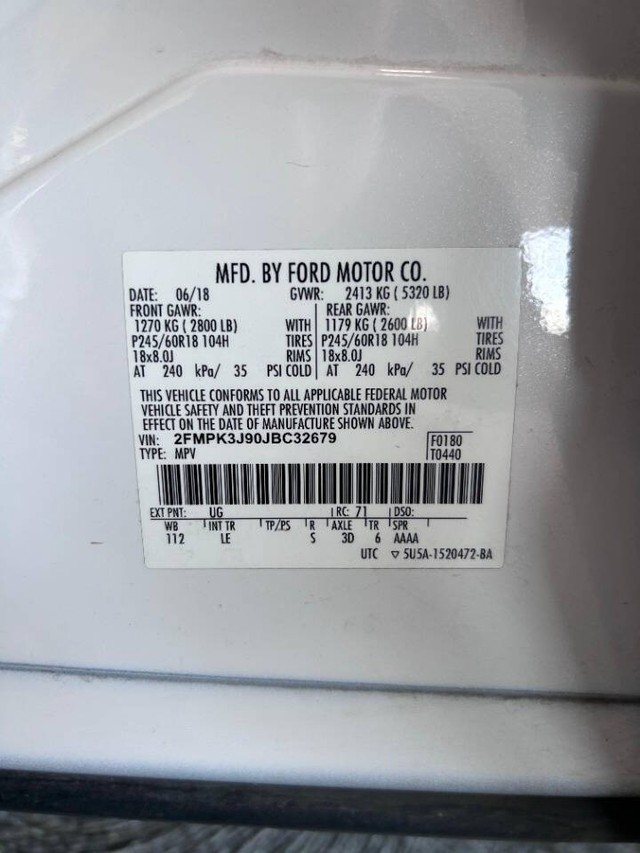 MFD. BY FORD MOTOR CO.
DATE: 06/18 GVWR: 2413 KG ( 5320 LB)
FRONT GAWR: REAR GAWR:
1270 KG ( 2800 LB) WITH 1179 KG ( 2600 LB) WITH
P245/60R18 104H TIRES P245/60R18 104H TIRES
18x8.0J RIMS 18x8.0J RIMS
AT 240 kPa/ 35 PSI COLD AT 240 kPa/ 35 PSI COLD
THIS VEHICLE CONFORMS TO ALL APPLICABLE FEDERAL MOTOR
VEHICLE SAFETY AND THEFT PREVENTION STANDARDS IN
EFFECT ON THE DATE OF MANUFACTURE SHOWN ABOVE.
VIN: 2FMPK3J90JBC32679 F0180
TYPE: MPV T0440
EXT PNT: UG RC: 71 DSO:
WB INT TR TP/PS R AXLE TR SPR
112 LE S 3D 6 AAAA
UTC ▽ 5U5A-1520472-BA